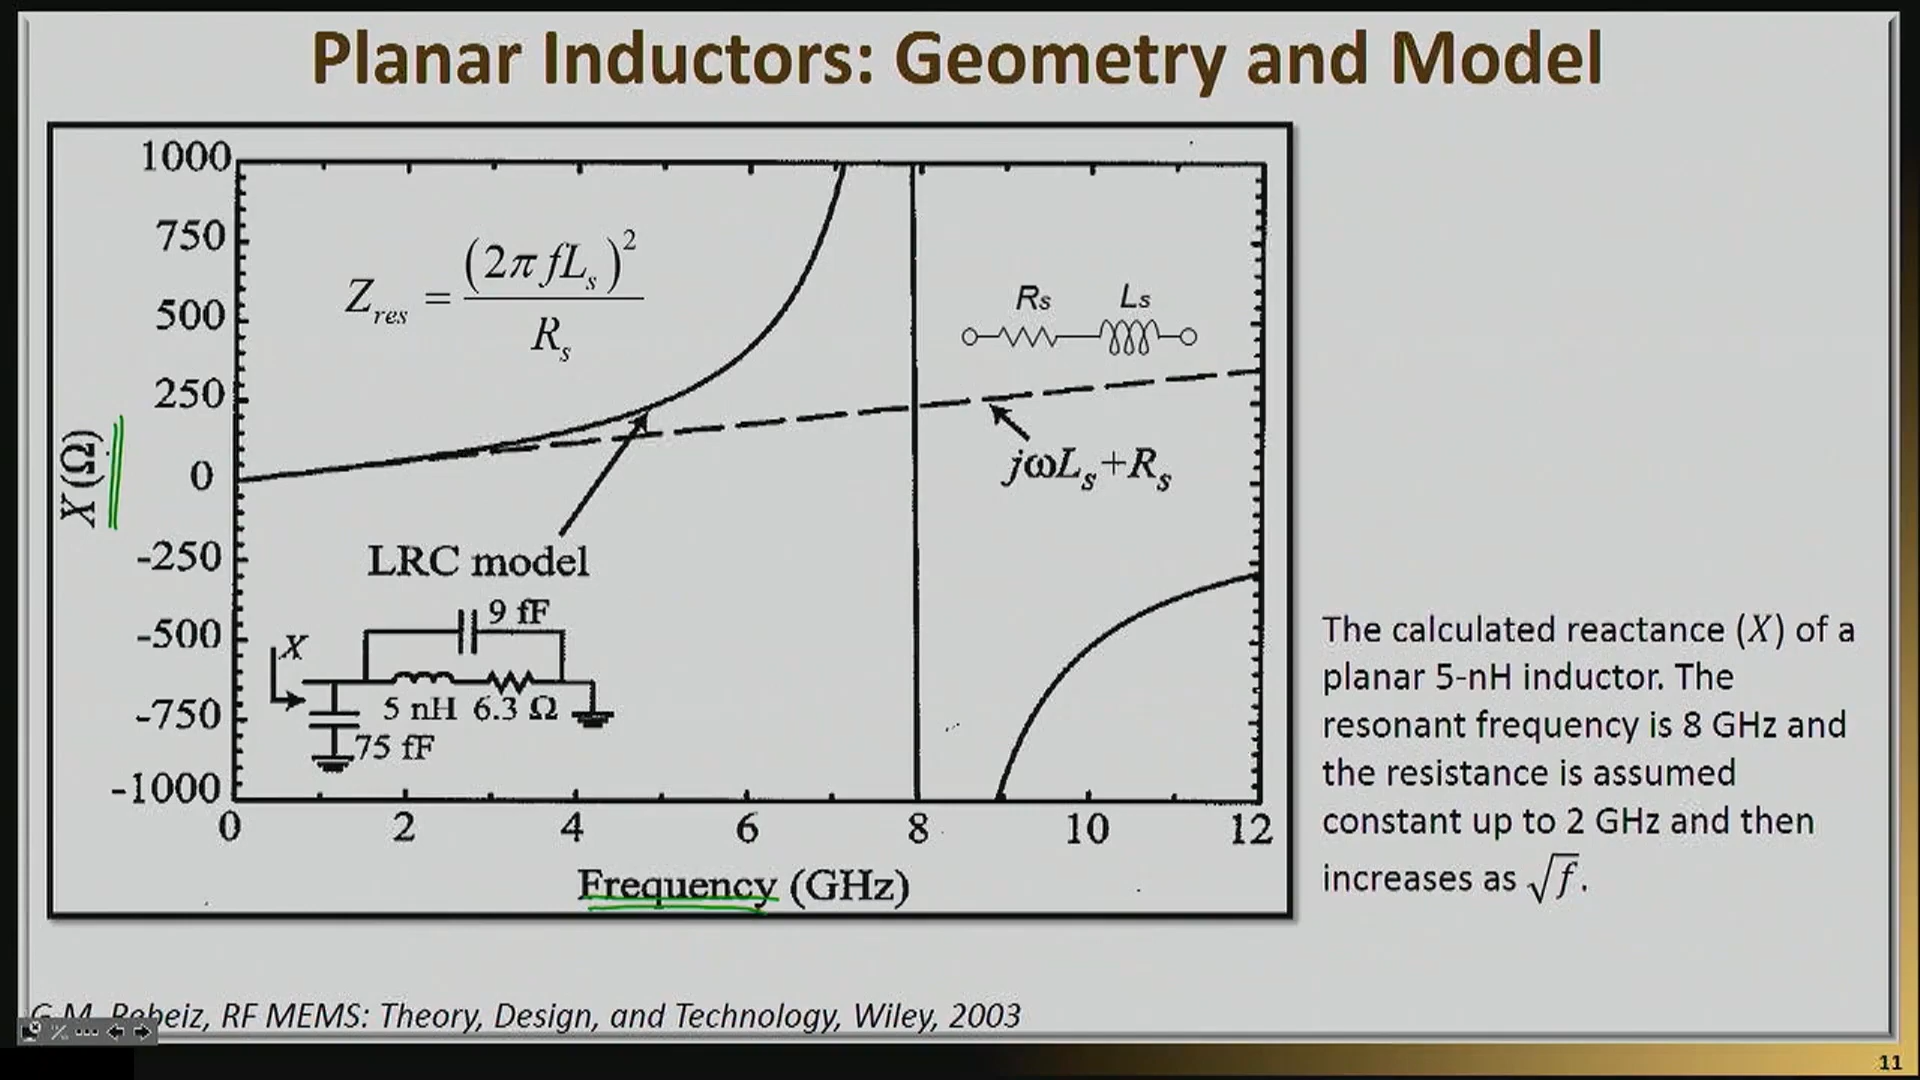 Planar Inductors: Geometry and Model
1000
750
500
250
0
-250
-500
-750
-1000
X (Ω)
Z_res = (2π fL_s)² / R_s
Rs Ls
jωL_s+R_s
LRC model
9 fF
X
5 nH 6.3 Ω
75 fF
0 2 4 6 8 10 12
Frequency (GHz)
The calculated reactance (X) of a
planar 5-nH inductor. The
resonant frequency is 8 GHz and
the resistance is assumed
constant up to 2 GHz and then
increases as √f.
G.M. Rebeiz, RF MEMS: Theory, Design, and Technology, Wiley, 2003
11